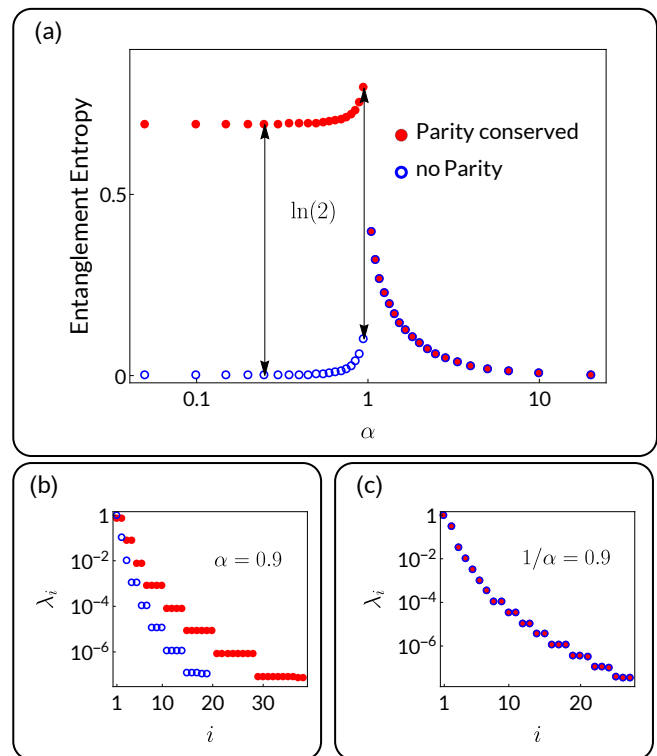 (a)
Entanglement Entropy
0.5
0
Parity conserved
no Parity
ln(2)
0.1 1 10
α
(b)
1
10⁻²
10⁻⁴
10⁻⁶
λᵢ
α = 0.9
1 10 20 30
i
(c)
1
10⁻²
10⁻⁴
10⁻⁶
λᵢ
1/α = 0.9
1 10 20
i